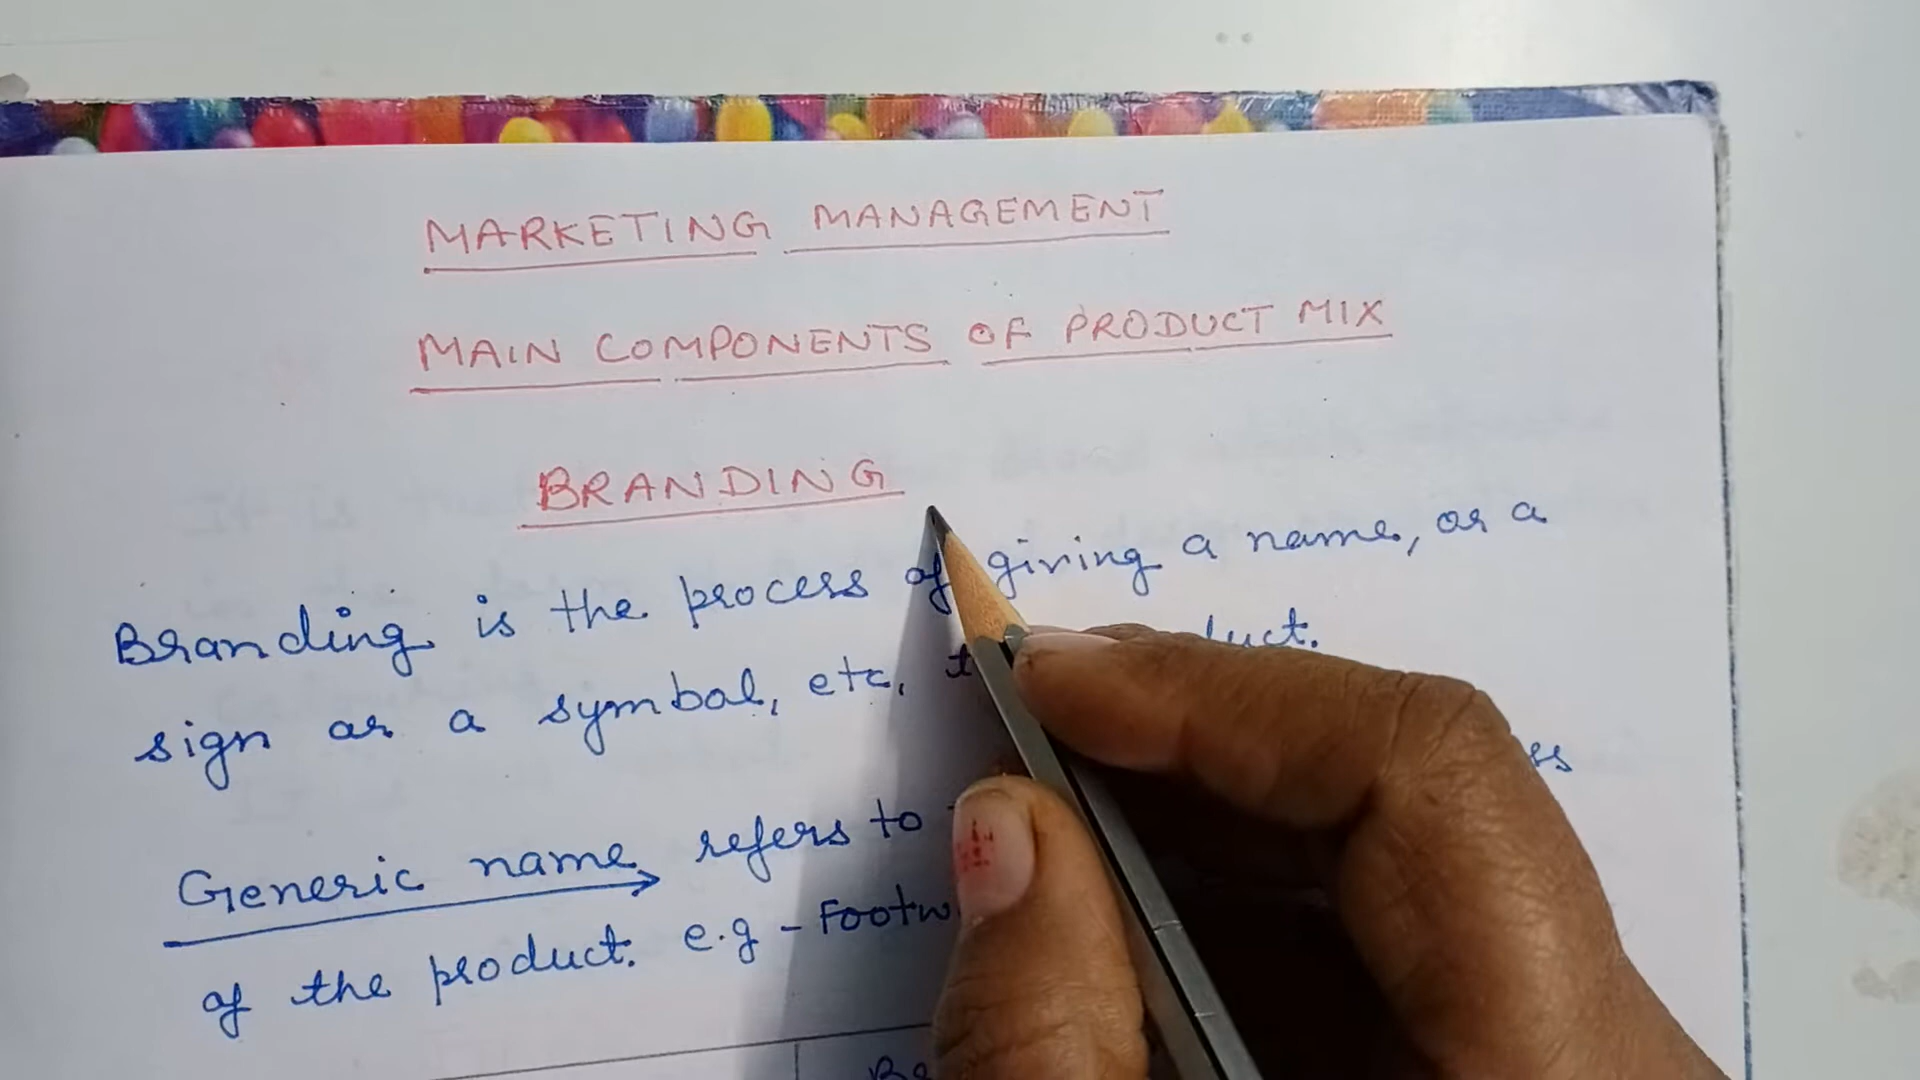 MARKETING MANAGEMENT
MAIN COMPONENTS OF PRODUCT MIX
BRANDING
Branding is the process of giving a name, or a
sign or a symbol, etc,
Generic name refers to
of the product. e.g -